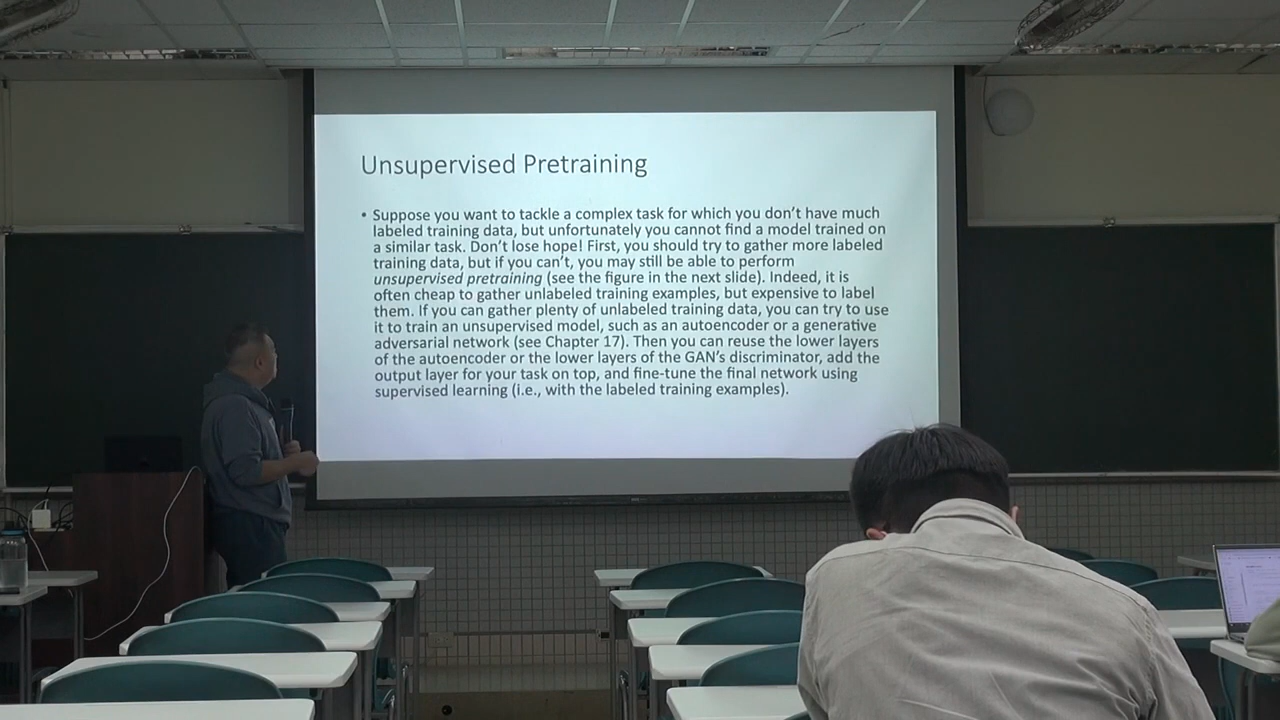 Unsupervised Pretraining
• Suppose you want to tackle a complex task for which you don't have much
labeled training data, but unfortunately you cannot find a model trained on
a similar task. Don't lose hope! First, you should try to gather more labeled
training data, but if you can't, you may still be able to perform
unsupervised pretraining (see the figure in the next slide). Indeed, it is
often cheap to gather unlabeled training examples, but expensive to label
them. If you can gather plenty of unlabeled training data, you can try to use
it to train an unsupervised model, such as an autoencoder or a generative
adversarial network (see Chapter 17). Then you can reuse the lower layers
of the autoencoder or the lower layers of the GAN's discriminator, add the
output layer for your task on top, and fine-tune the final network using
supervised learning (i.e., with the labeled training examples).